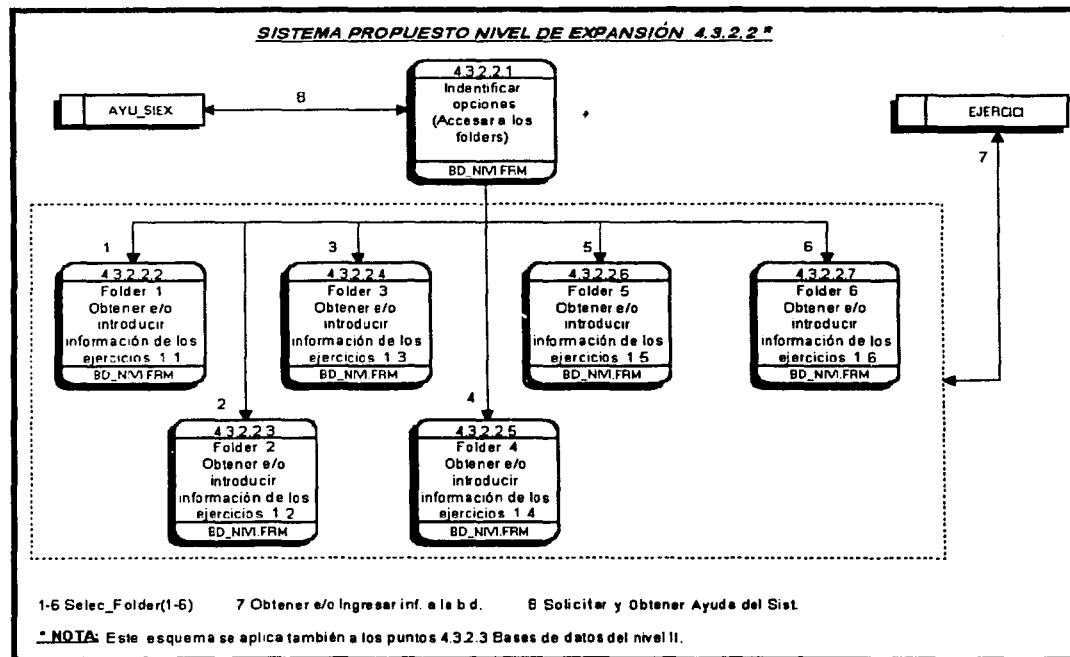 SISTEMA PROPUESTO NIVEL DE EXPANSIÓN 4.3.2.2 *
4.3.2.2.1
Indentificar
opciones
(Accesar a los
folders)
BD_NIVI.FRM
AYU_SIEX
8
EJERCICI
7
1
4.3.2.2.2
Folder 1
Obtener e/o
introducir
información de los
ejercicios 1.1
BD_NIVI.FRM
3
4.3.2.2.4
Folder 3
Obtener e/o
introducir
información de los
ejercicios 1.3
BD_NIVI.FRM
5
4.3.2.2.6
Folder 5
Obtener e/o
introducir
información de los
ejercicios 1.5
BD_NIVI.FRM
6
4.3.2.2.7
Folder 6
Obtener e/o
introducir
información de los
ejercicios 1.6
BD_NIVI.FRM
2
4.3.2.2.3
Folder 2
Obtener e/o
introducir
información de los
ejercicios 1.2
BD_NIVI.FRM
4
4.3.2.2.5
Folder 4
Obtener e/o
introducir
información de los
ejercicios 1.4
BD_NIVI.FRM
1-6 Selec_Folder(1-6) 7 Obtener e/o Ingresar inf. a la b d. 8 Solicitar y Obtener Ayuda del Sist.
* NOTA: Este esquema se aplica también a los puntos 4.3.2.3 Bases de datos del nivel II.